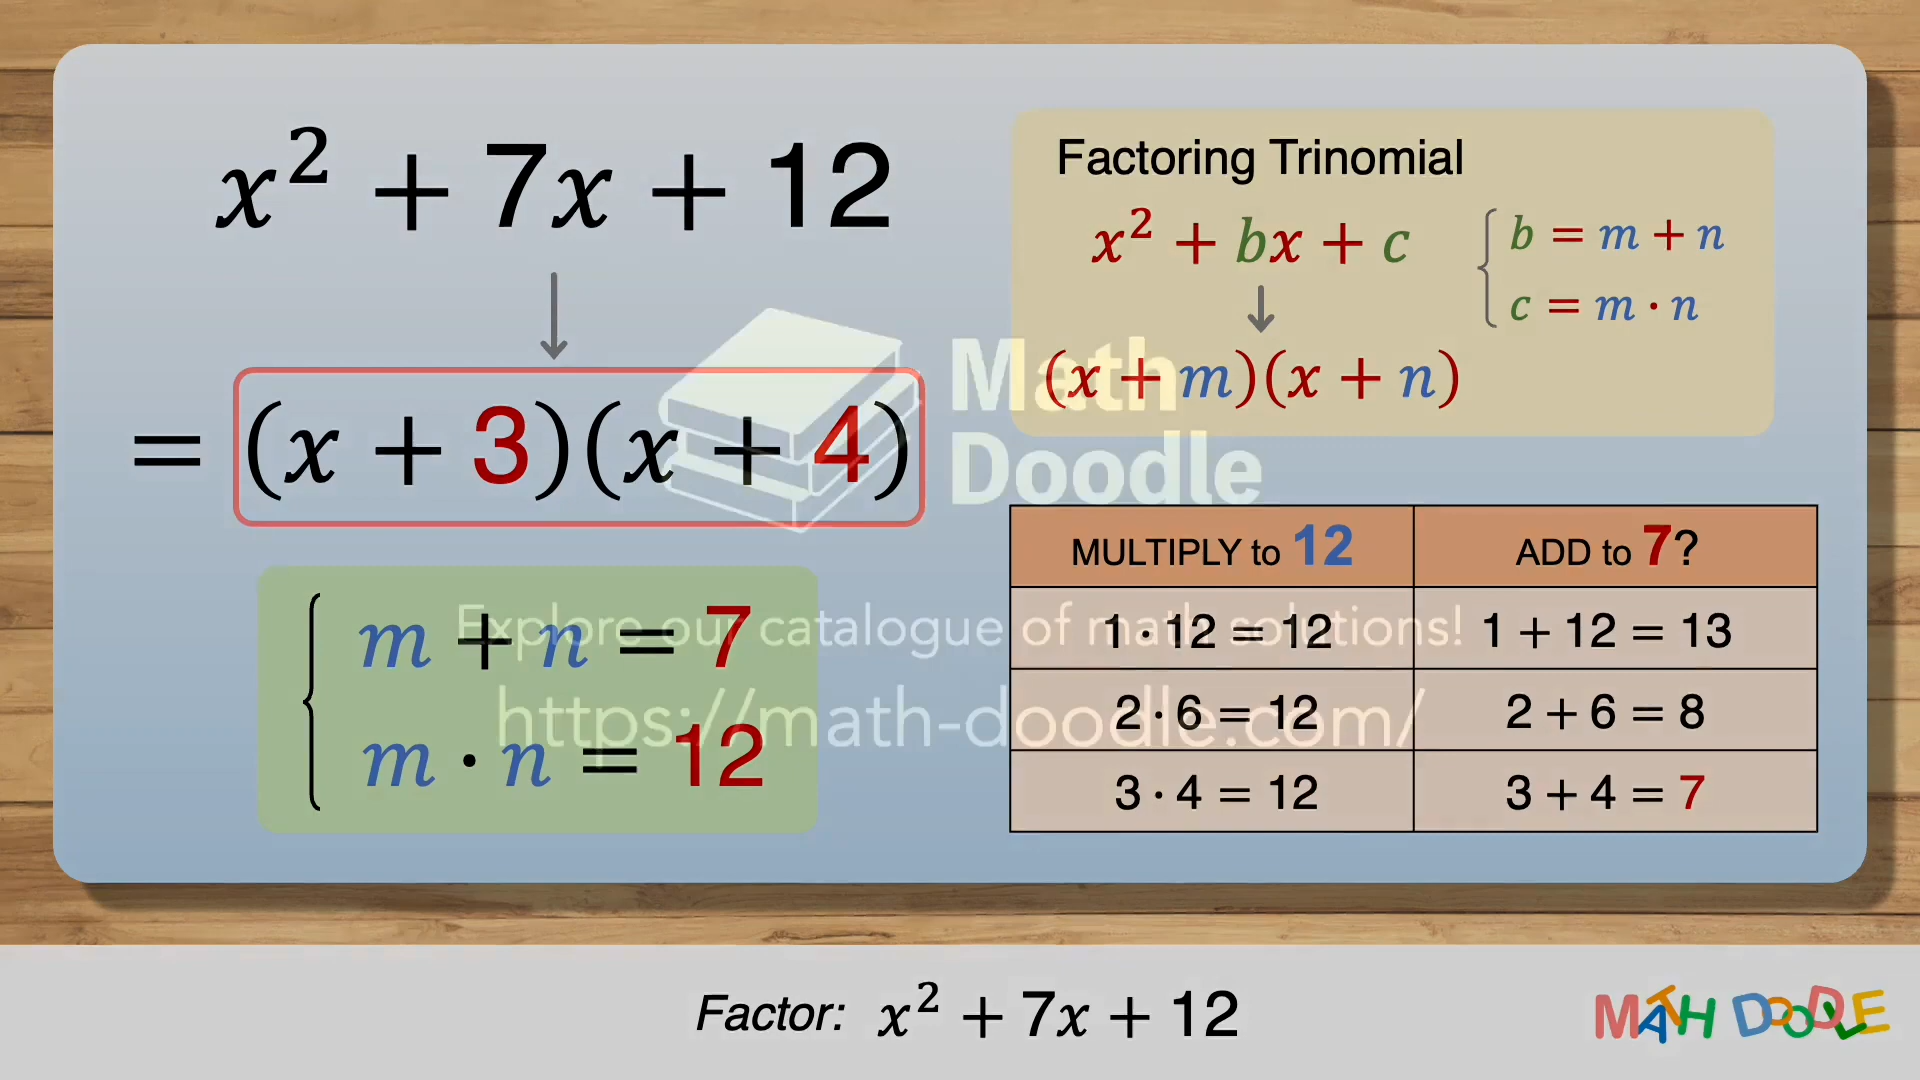 x² + 7x + 12
= (x + 3)(x + 4)
m + n = 7
m · n = 12
Factoring Trinomial
x² + bx + c
b = m + n
c = m · n
(x + m)(x + n)
Math
Doodle
MULTIPLY to 12 ADD to 7?
1 · 12 = 12 1 + 12 = 13
2 · 6 = 12 2 + 6 = 8
3 · 4 = 12 3 + 4 = 7
Explore our catalogue of math solutions!
https://math-doodle.com/
Factor: x² + 7x + 12
MATH DOODLE